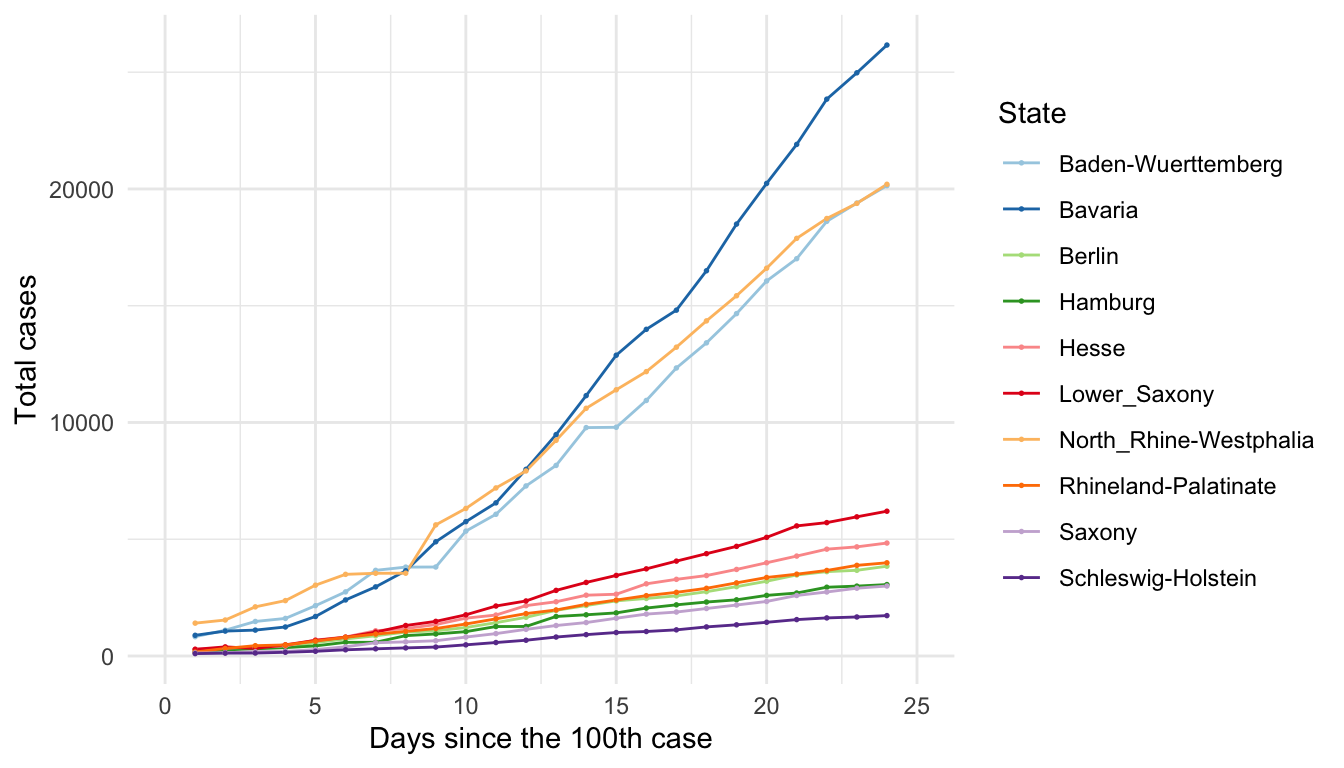 Total cases
20000
10000
0
0 5 10 15 20 25
Days since the 100th case
State
Baden-Wuerttemberg
Bavaria
Berlin
Hamburg
Hesse
Lower_Saxony
North_Rhine-Westphalia
Rhineland-Palatinate
Saxony
Schleswig-Holstein